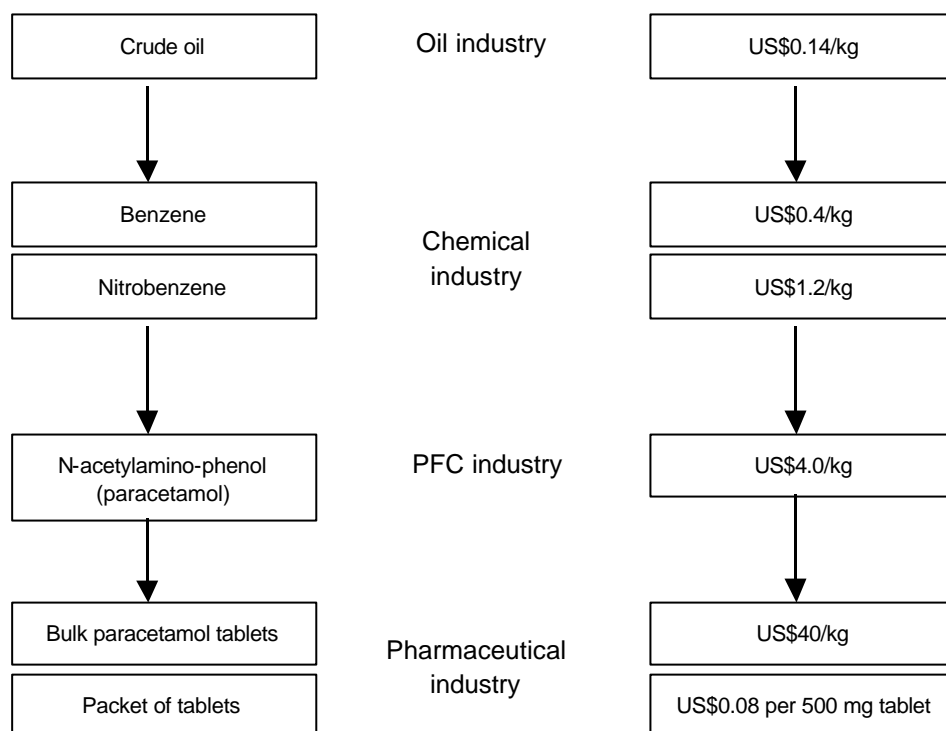 Crude oil
Oil industry
US$0.14/kg
Benzene
US$0.4/kg
Chemical
industry
Nitrobenzene
US$1.2/kg
N-acetylamino-phenol
(paracetamol)
PFC industry
US$4.0/kg
Bulk paracetamol tablets
US$40/kg
Pharmaceutical
industry
Packet of tablets
US$0.08 per 500 mg tablet